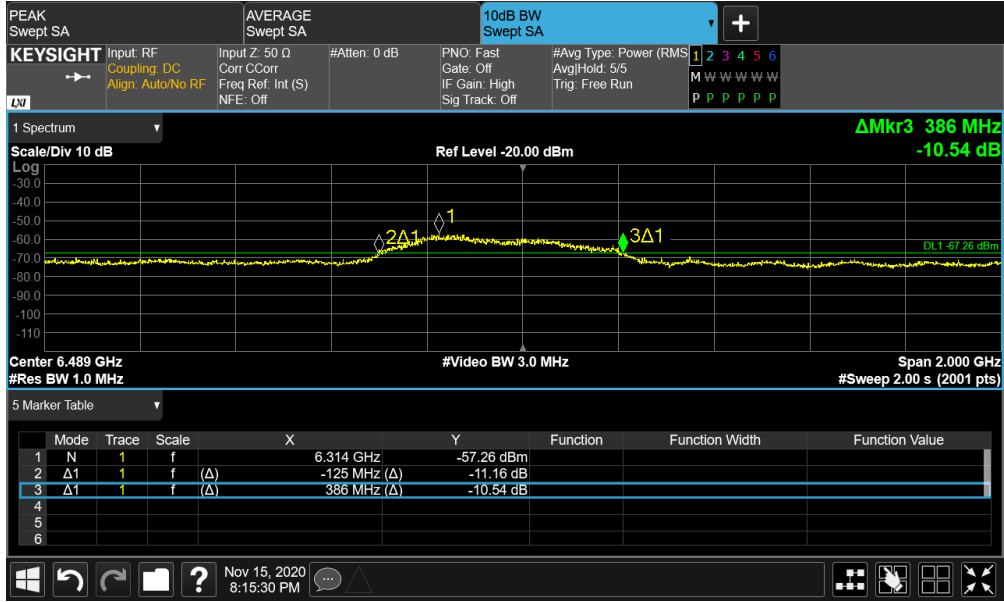 PEAK
Swept SA
AVERAGE
Swept SA
10dB BW
Swept SA
▼
+
KEYSIGHT
LXI
Input: RF
Coupling: DC
Align: Auto/No RF
Input Z: 50 Ω
Corr CCorr
Freq Ref: Int (S)
NFE: Off
#Atten: 0 dB
PNO: Fast
Gate: Off
IF Gain: High
Sig Track: Off
#Avg Type: Power (RMS
Avg|Hold: 5/5
Trig: Free Run
1 2 3 4 5 6
M W W W W W
P P P P P P
1 Spectrum ▼
ΔMkr3 386 MHz
-10.54 dB
Scale/Div 10 dB
Ref Level -20.00 dBm
Log
-30.0
-40.0
-50.0
-60.0
-70.0
-80.0
-90.0
-100
-110
1
2Δ1
3Δ1
DL1 -67.26 dBm
Center 6.489 GHz
#Video BW 3.0 MHz
Span 2.000 GHz
#Res BW 1.0 MHz
#Sweep 2.00 s (2001 pts)
5 Marker Table ▼
Mode Trace Scale X Y Function Function Width Function Value
1 N 1 f 6.314 GHz -57.26 dBm
2 Δ1 1 f (Δ) -125 MHz (Δ) -11.16 dB
3 Δ1 1 f (Δ) 386 MHz (Δ) -10.54 dB
4
5
6
?
Nov 15, 2020
8:15:30 PM